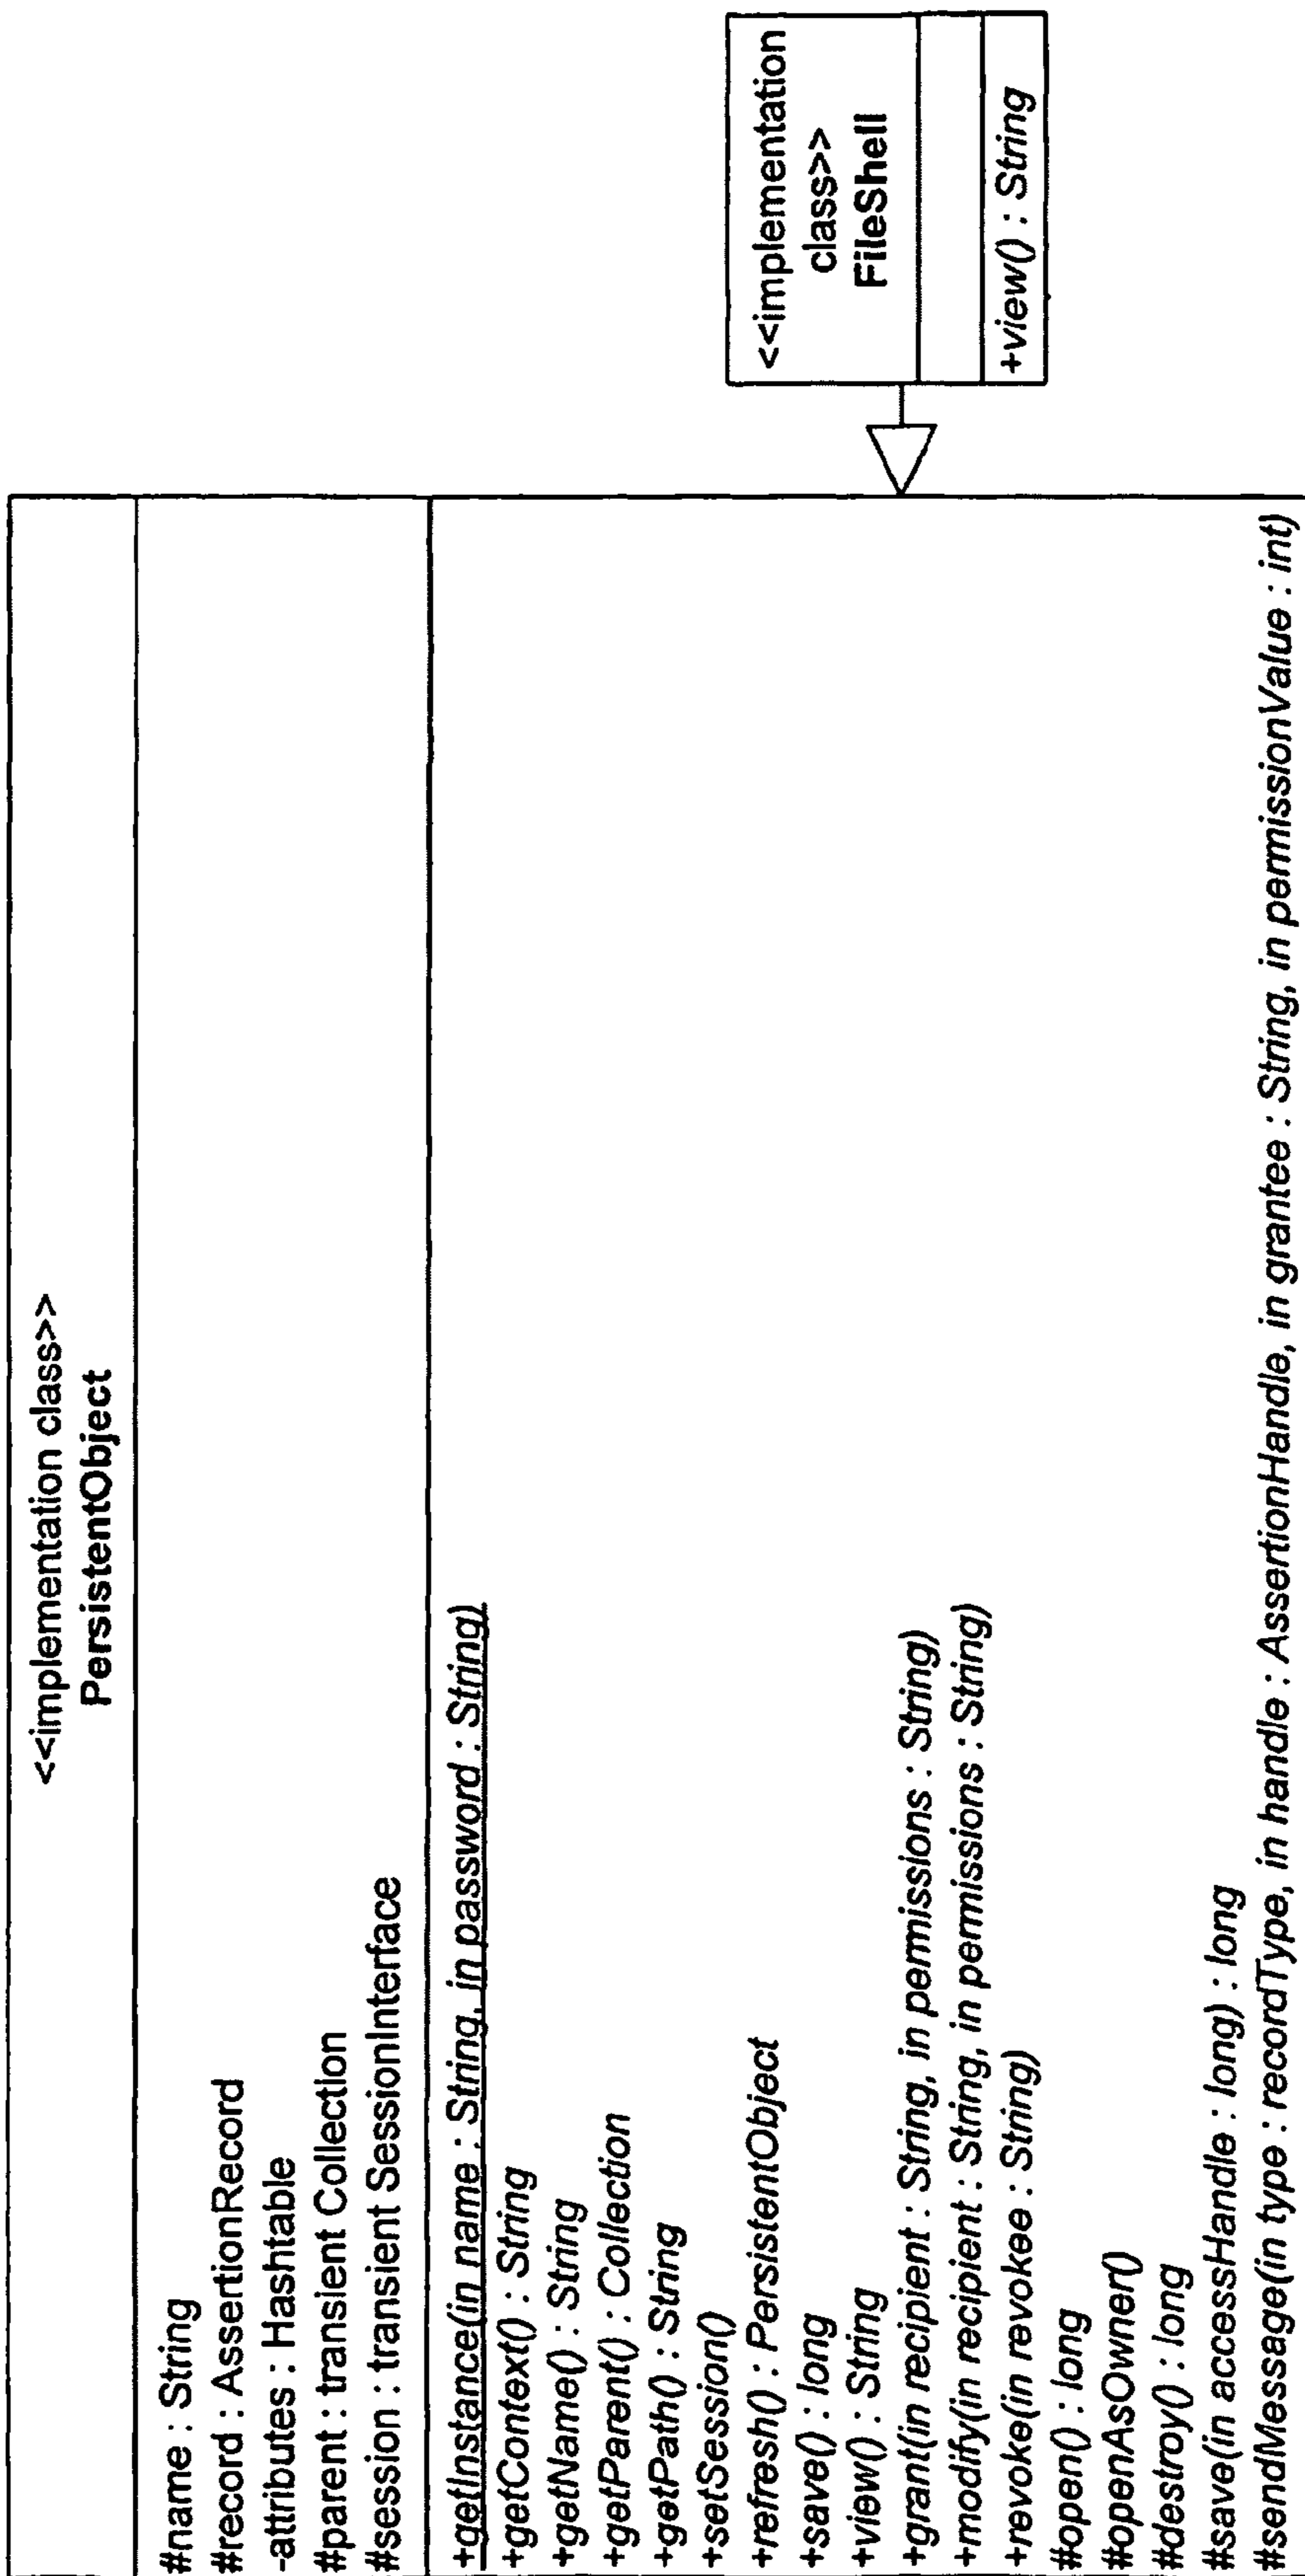 <<implementation class>>
PersistentObject
#name : String
#record : AssertionRecord
-attributes : Hashtable
#parent : transient Collection
#session : transient SessionInterface
+getInstance(in name : String, in password : String)
+getContext() : String
+getName() : String
+getParent() : Collection
+getPath() : String
+setSession()
+refresh() : PersistentObject
+save() : long
+view() : String
+grant(in recipient : String, in permissions : String)
+modify(in recipient : String, in permissions : String)
+revoke(in revokee : String)
#open() : long
#openAsOwner()
#destroy() : long
#save(in accessHandle : long) : long
#sendMessage(in type : recordType, in handle : AssertionHandle, in grantee : String, in permissionValue : int)
<<implementation
class>>
FileShell
+view() : String